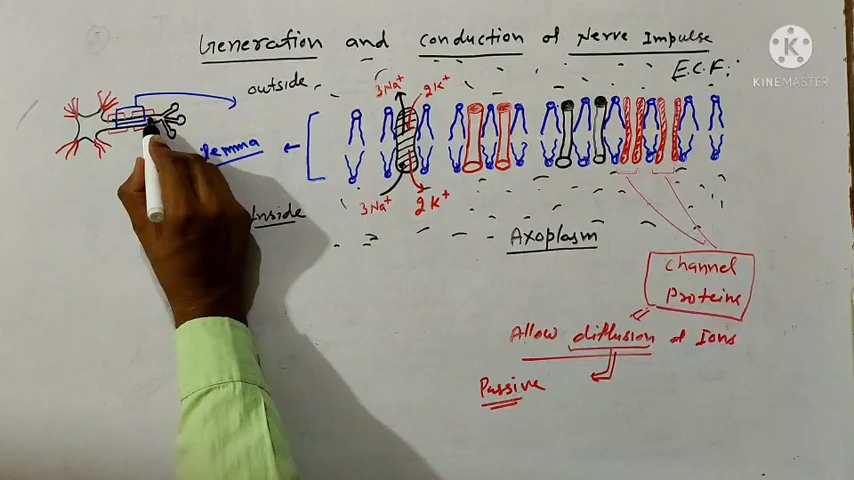 Generation and conduction of Nerve Impulse
E.C.F.
KINEMASTER
outside
3Na+
2K+
lemma
3Na+
2K+
Inside
Axoplasm
Channel
Proteins
Allow diffusion of Ions
Passive